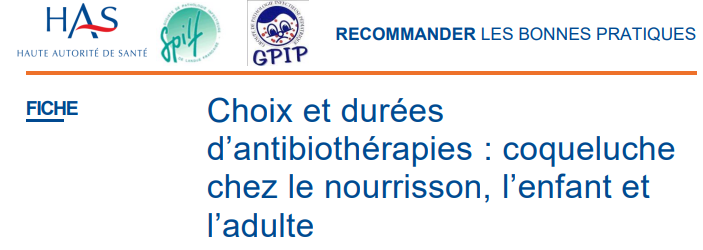 HAS
HAUTE AUTORITÉ DE SANTÉ
Spilf
GPIP
RECOMMANDER LES BONNES PRATIQUES
FICHE
Choix et durées
d’antibiothérapies : coqueluche
chez le nourrisson, l’enfant et
l’adulte